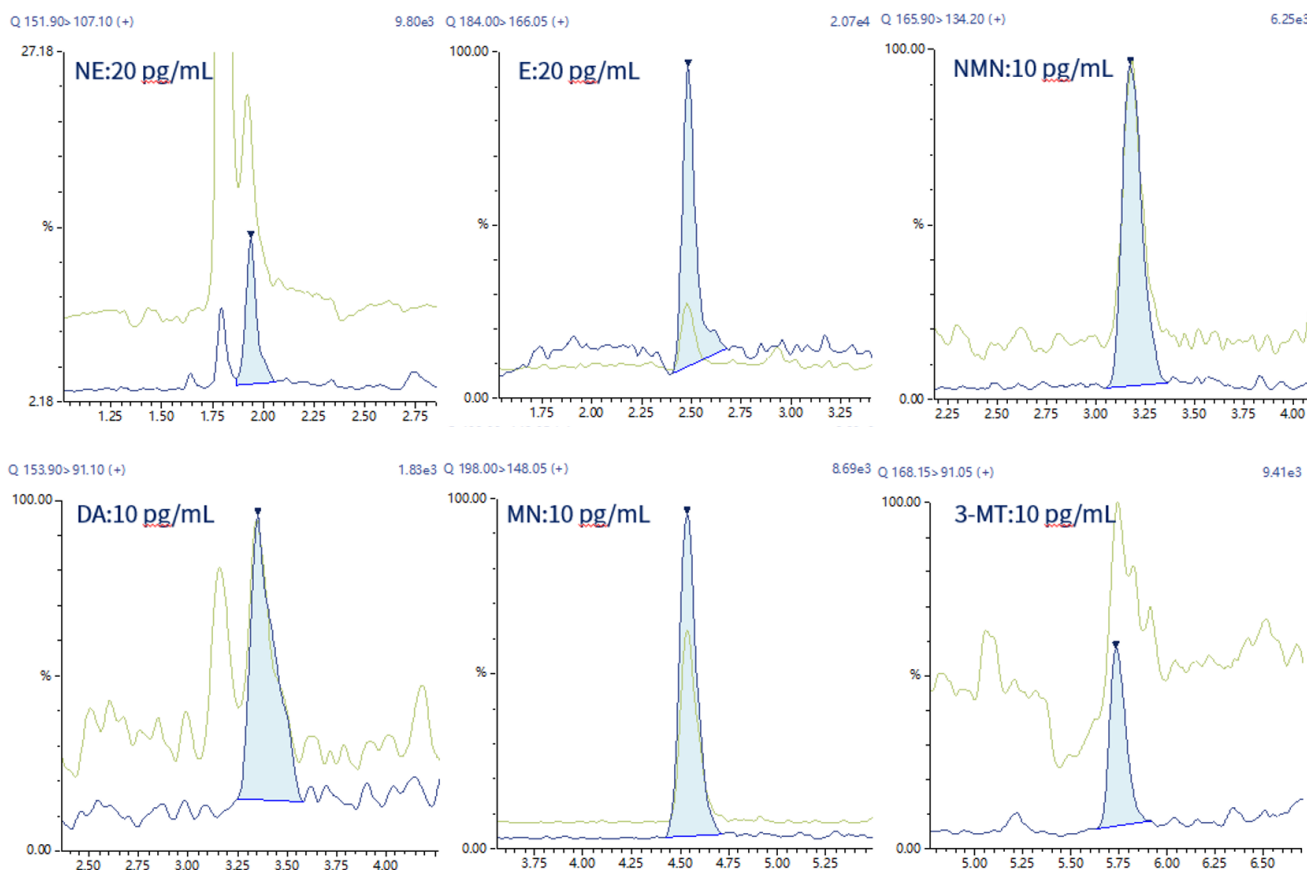 Q 151.90>107.10 (+) 9.80e3
27.18
NE:20 pg/mL
%
2.18
1.25 1.50 1.75 2.00 2.25 2.50 2.75
Q 184.00>166.05 (+) 2.07e4
100.00
E:20 pg/mL
%
0.00
1.75 2.00 2.25 2.50 2.75 3.00 3.25
Q 165.90>134.20 (+) 6.25e3
100.00
NMN:10 pg/mL
%
0.00
2.25 2.50 2.75 3.00 3.25 3.50 3.75 4.00
Q 153.90>91.10 (+) 1.83e3
100.00
DA:10 pg/mL
%
0.00
2.50 2.75 3.00 3.25 3.50 3.75 4.00 4.25
Q 198.00>148.05 (+) 8.69e3
100.00
MN:10 pg/mL
%
0.00
3.75 4.00 4.25 4.50 4.75 5.00 5.25
Q 168.15>91.05 (+) 9.41e3
100.00
3-MT:10 pg/mL
%
0.00
5.00 5.25 5.50 5.75 6.00 6.25 6.50